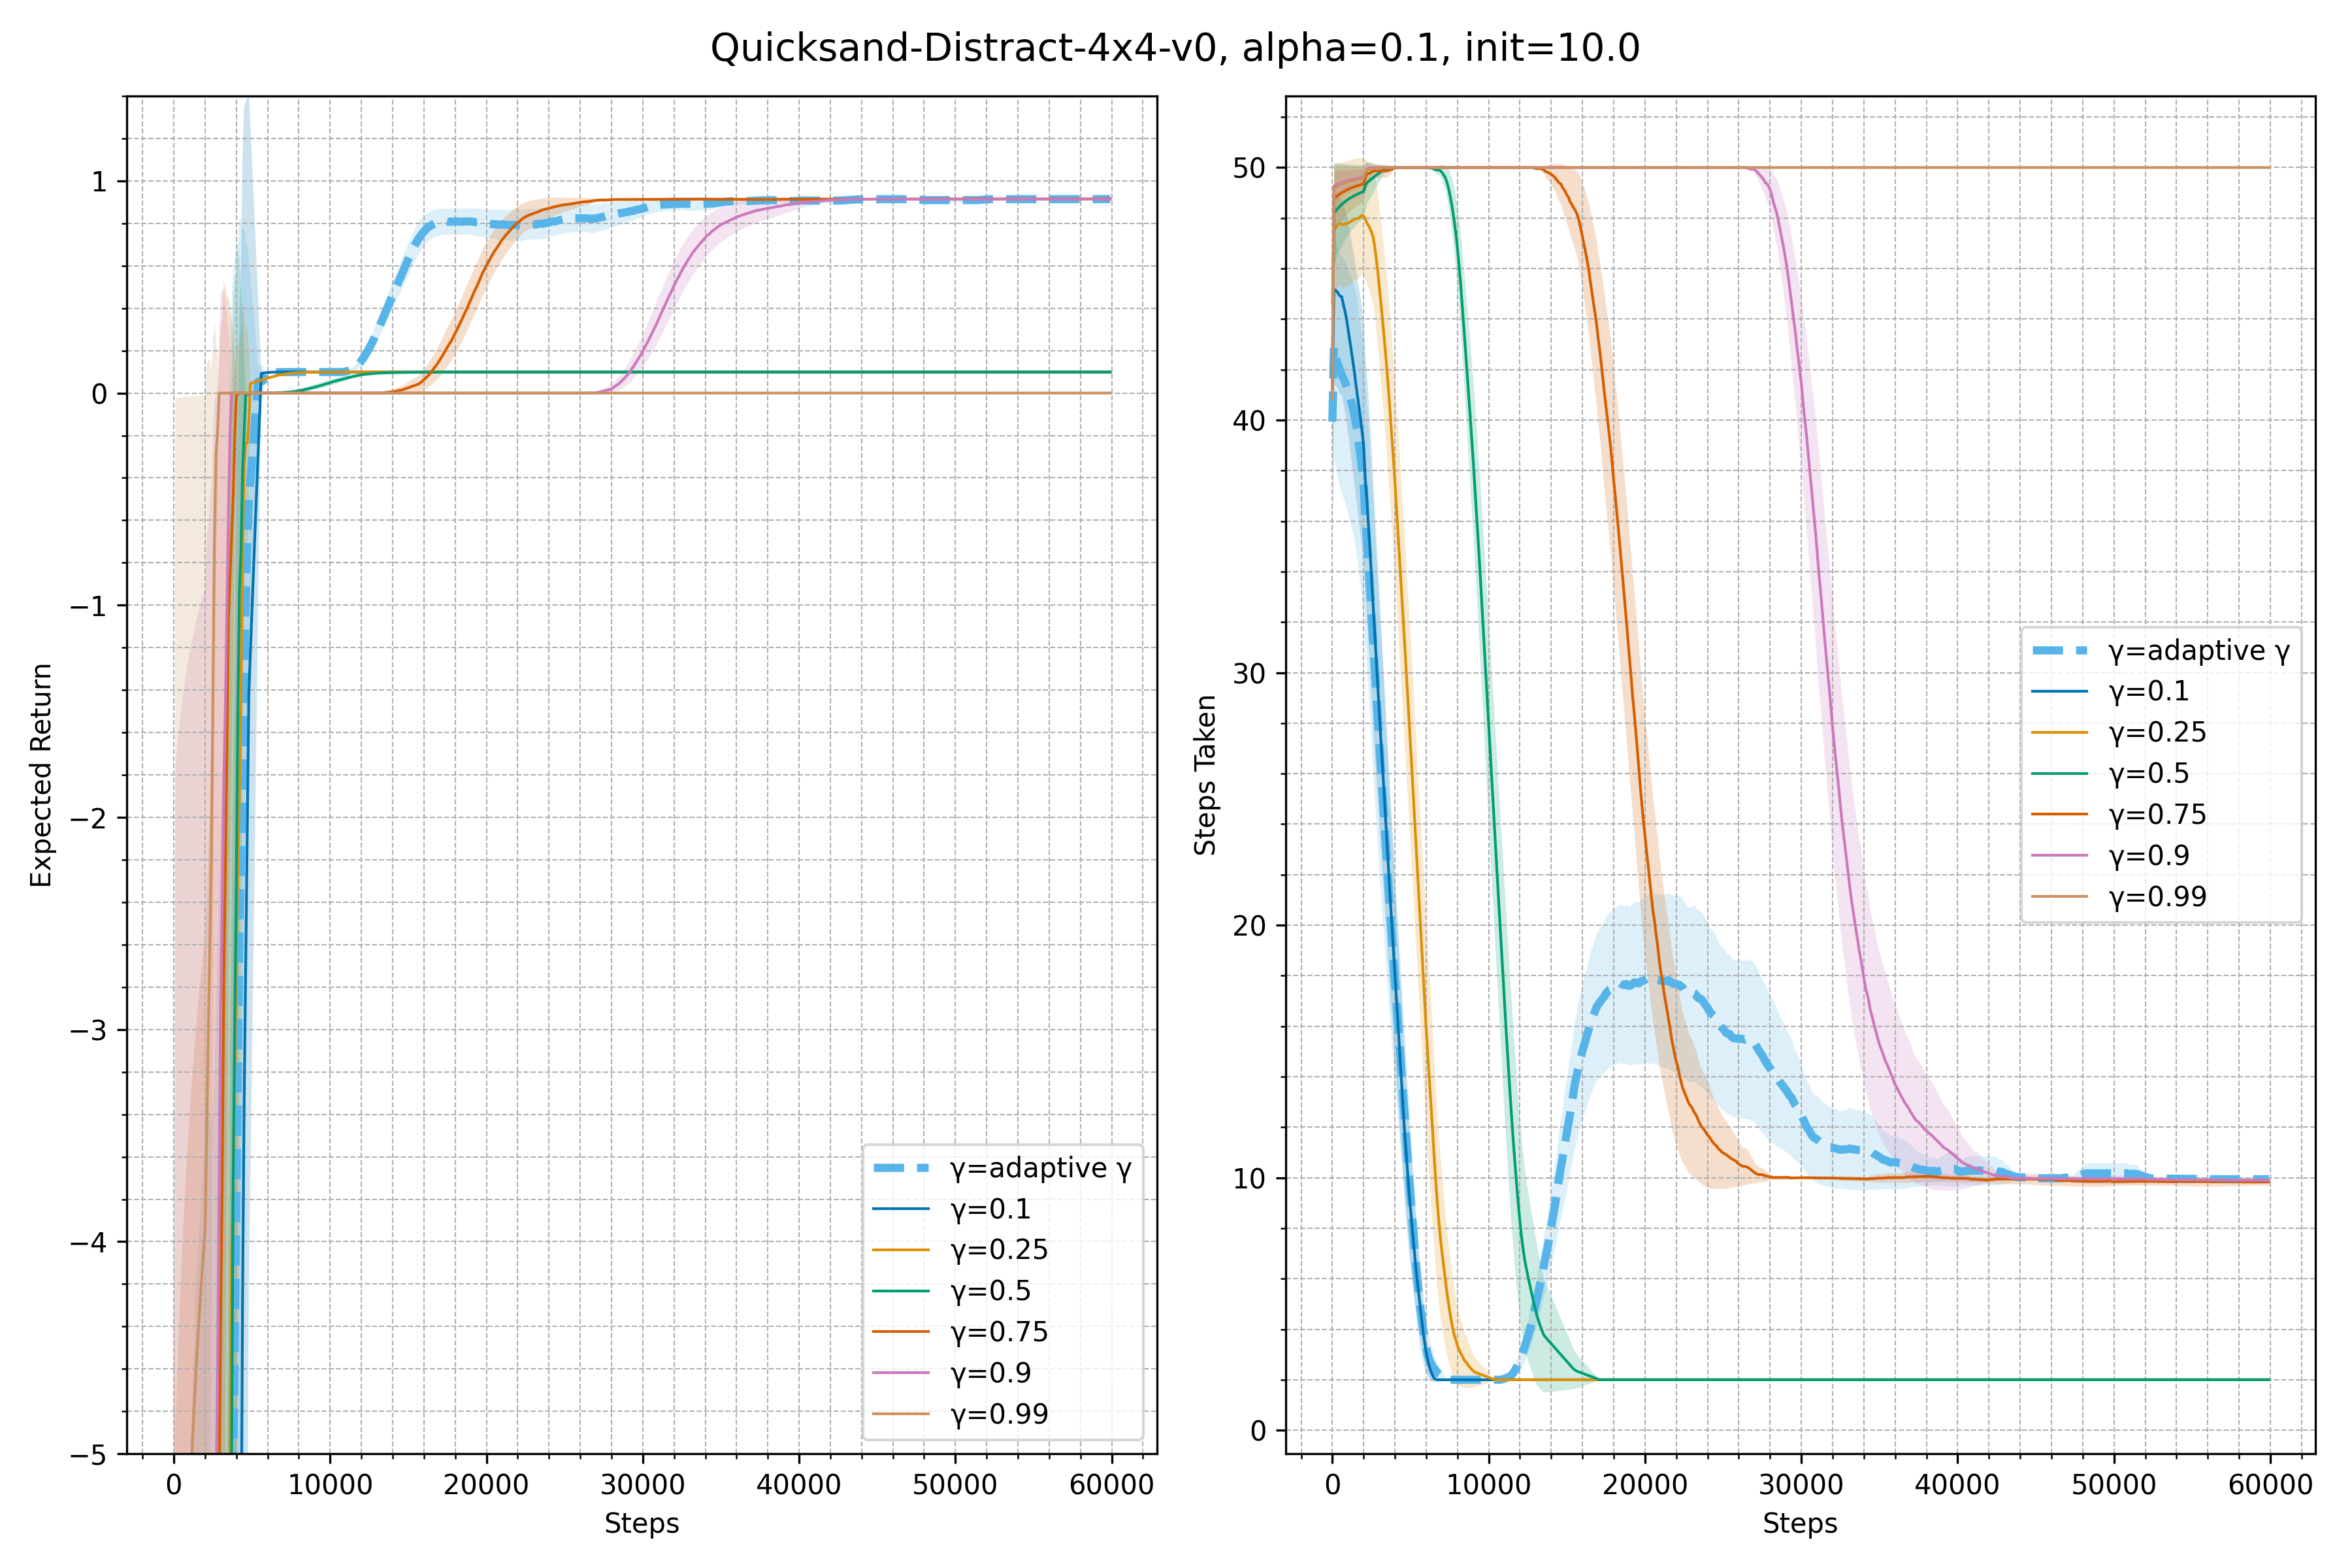 Quicksand-Distract-4x4-v0, alpha=0.1, init=10.0
Expected Return
1
0
−1
−2
−3
−4
−5
0
10000
20000
30000
40000
50000
60000
Steps
γ=adaptive γ
γ=0.1
γ=0.25
γ=0.5
γ=0.75
γ=0.9
γ=0.99
Steps Taken
50
40
30
20
10
0
0
10000
20000
30000
40000
50000
60000
Steps
γ=adaptive γ
γ=0.1
γ=0.25
γ=0.5
γ=0.75
γ=0.9
γ=0.99